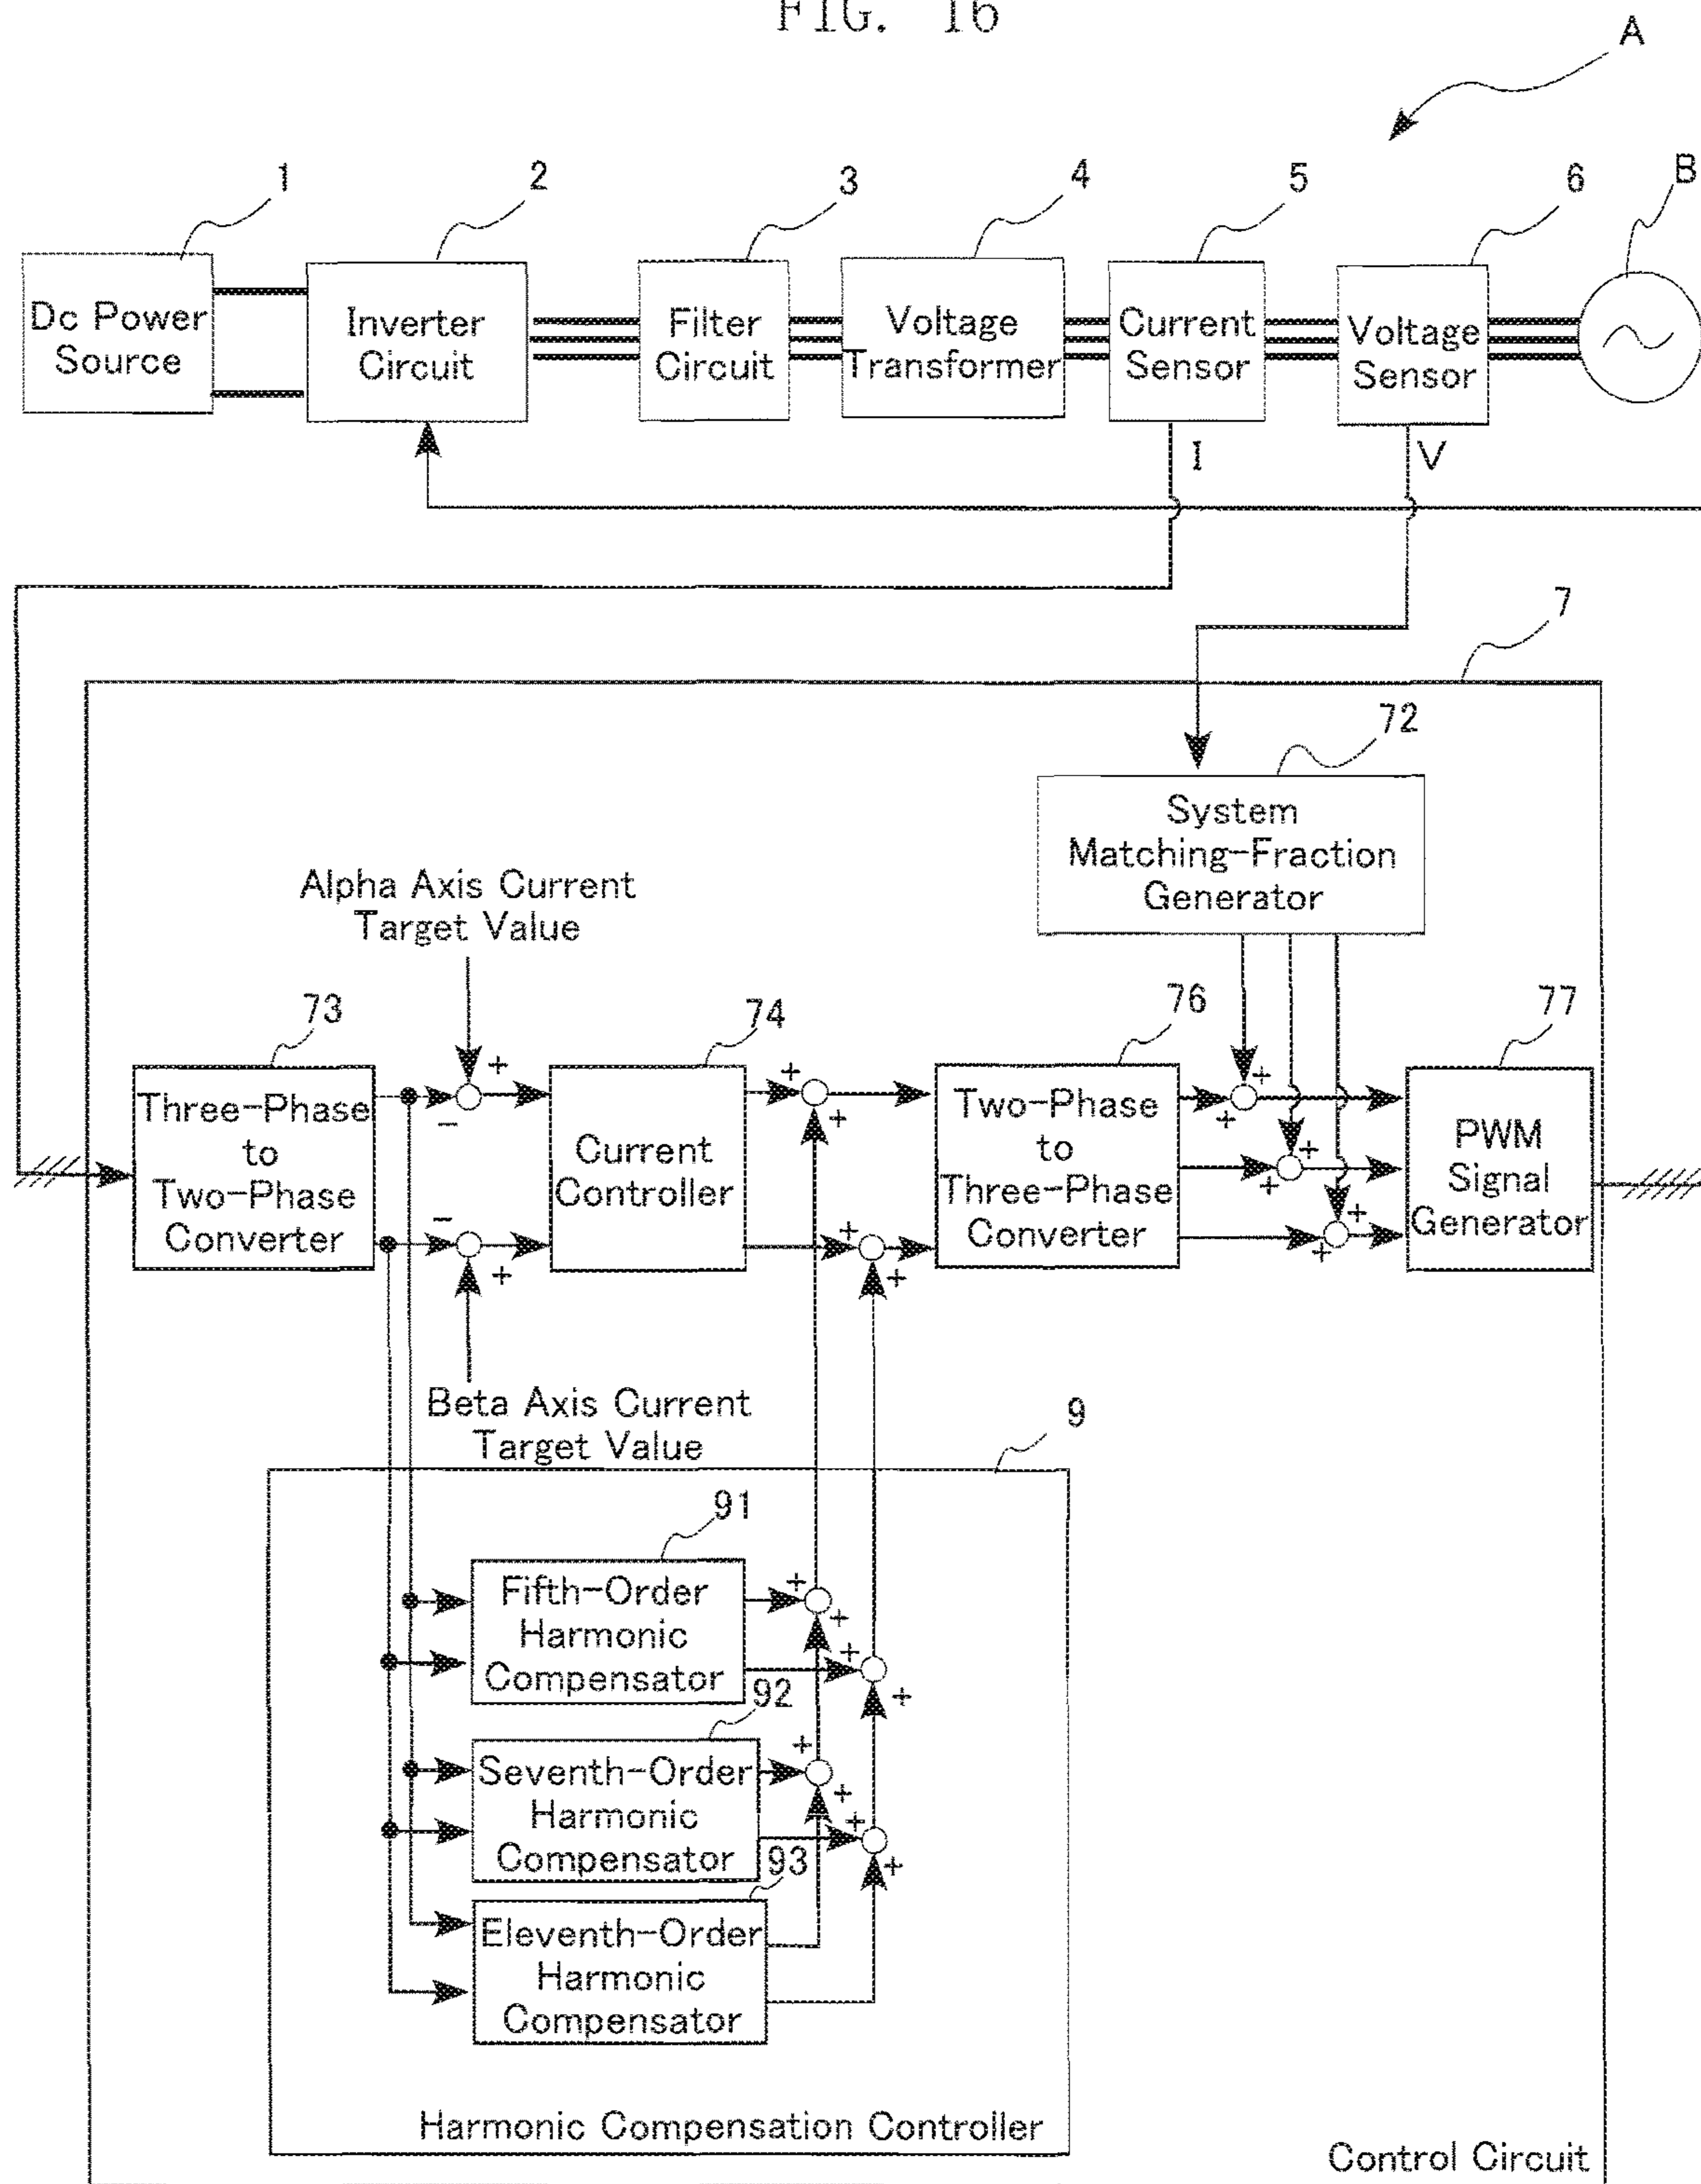 FIG. 16
A
1
2
3
4
5
6
B
Dc Power
Source
Inverter
Circuit
Filter
Circuit
Voltage
Transformer
Current
Sensor
Voltage
Sensor
I
V
7
72
System
Matching-Fraction
Generator
Alpha Axis Current
Target Value
73
74
76
77
Three-Phase
to
Two-Phase
Converter
+
−
−
+
Current
Controller
+
+
+
+
Two-Phase
to
Three-Phase
Converter
+
+
+
+
+
+
PWM
Signal
Generator
Beta Axis Current
Target Value
9
91
Fifth-Order
Harmonic
Compensator
+
+
+
+
92
Seventh-Order
Harmonic
Compensator
+
+
+
+
93
Eleventh-Order
Harmonic
Compensator
Harmonic Compensation Controller
Control Circuit